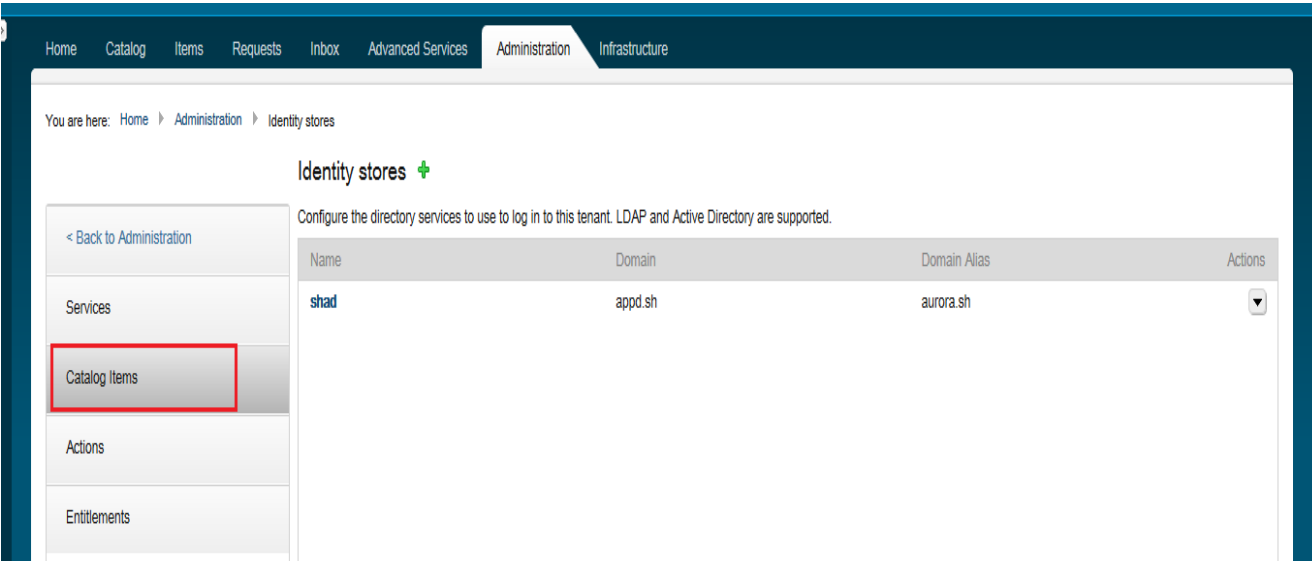 Home Catalog Items Requests Inbox Advanced Services Administration Infrastructure
You are here: Home Administration Identity stores
Identity stores
Configure the directory services to use to log in to this tenant. LDAP and Active Directory are supported.
< Back to Administration
Services
Catalog Items
Actions
Entitlements
Name Domain Domain Alias Actions
shad appd.sh aurora.sh